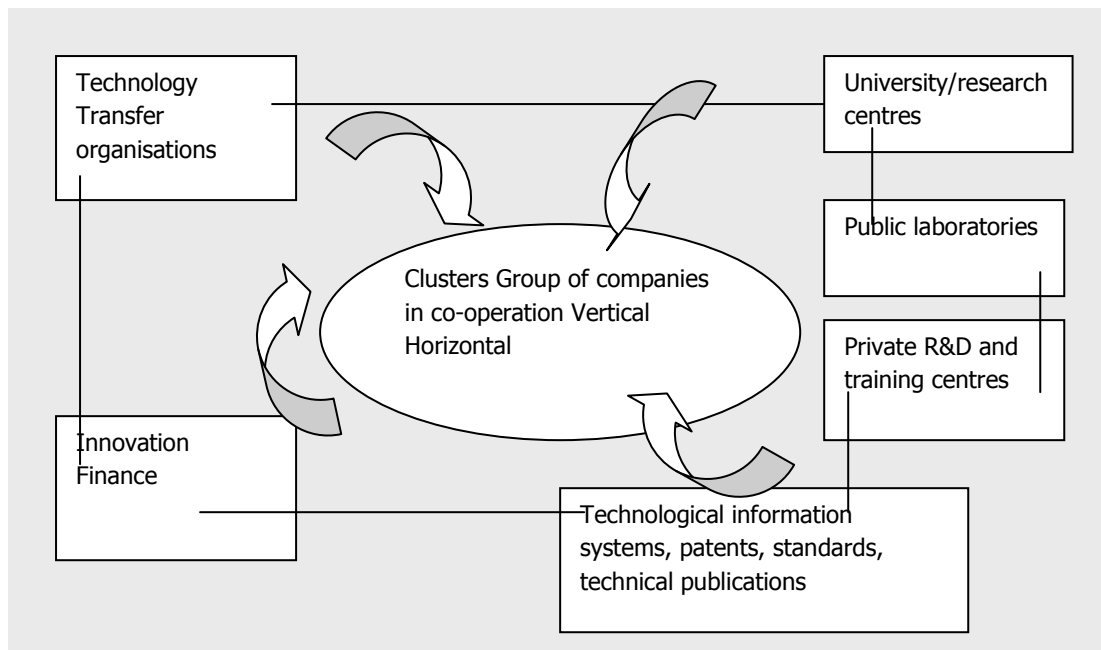 Technology
Transfer
organisations
University/research
centres
Public laboratories
Clusters Group of companies
in co-operation Vertical
Horizontal
Private R&D and
training centres
Innovation
Finance
Technological information
systems, patents, standards,
technical publications